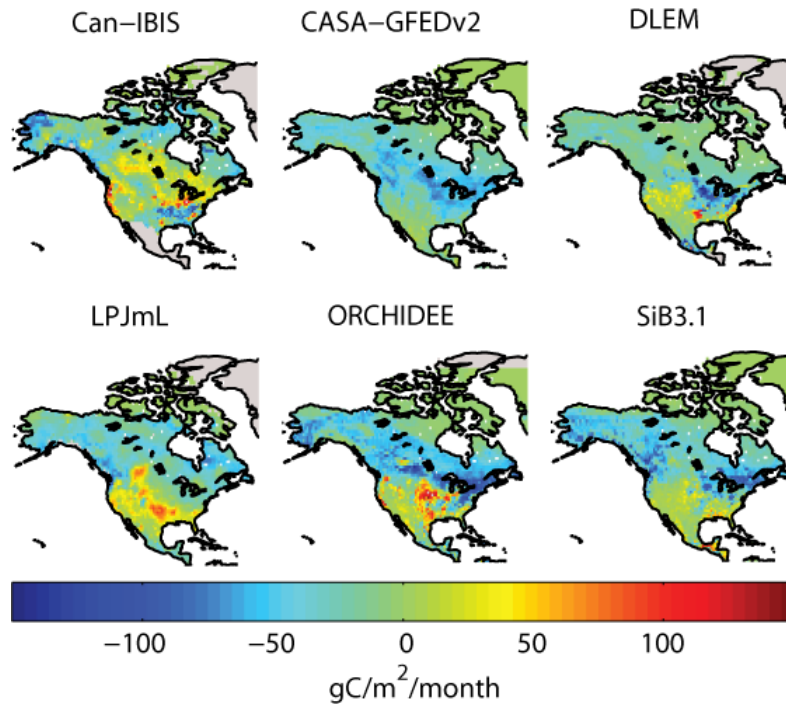 Can−IBIS CASA−GFEDv2 DLEM
LPJmL ORCHIDEE SiB3.1
−100 −50 0 50 100
gC/m²/month